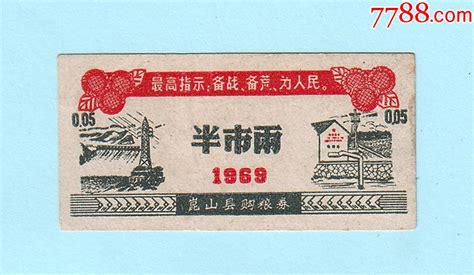 7788.com
最高指示：备战、备荒、为人民。
0.05 0.05
半市两
1969
崑山县购粮券